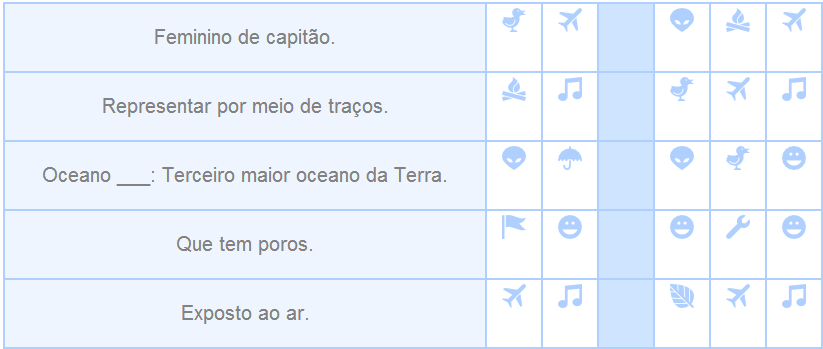 Feminino de capitão.
Representar por meio de traços.
Oceano ___: Terceiro maior oceano da Terra.
Que tem poros.
Exposto ao ar.